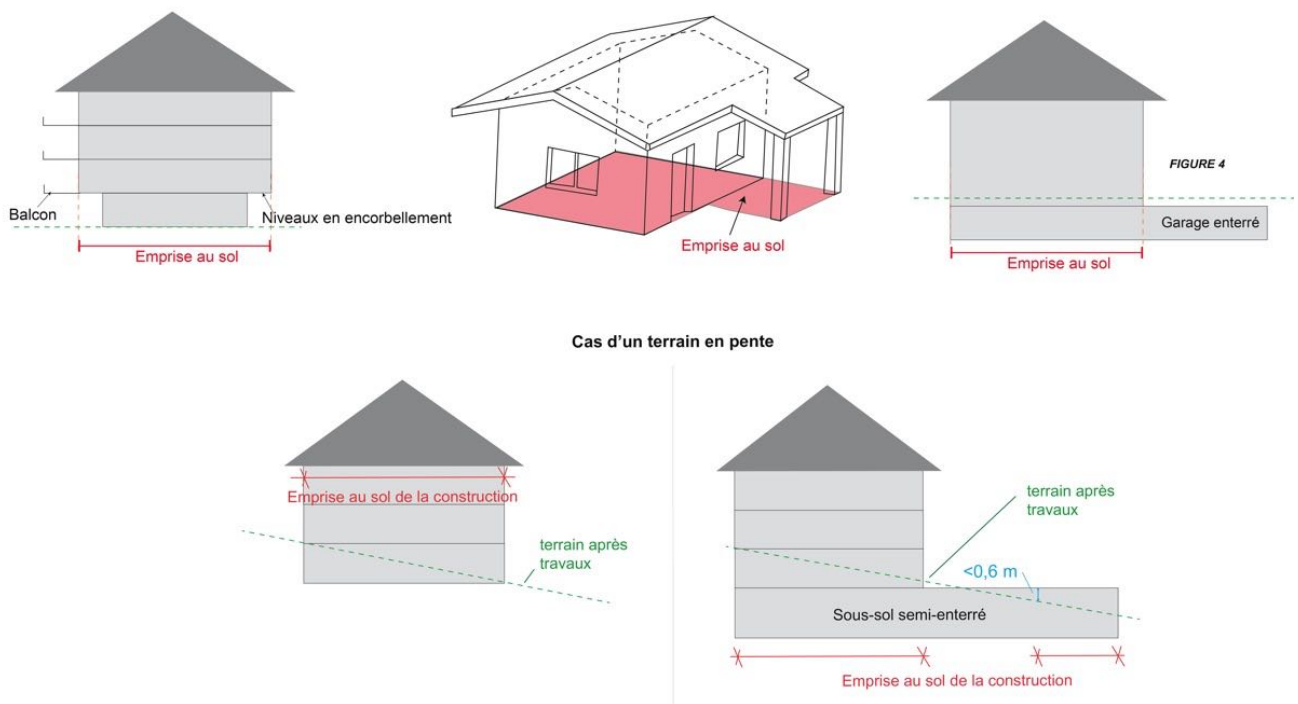 Balcon
Niveaux en encorbellement
Emprise au sol
Emprise au sol
FIGURE 4
Garage enterré
Emprise au sol
Cas d'un terrain en pente
Emprise au sol de la construction
terrain après
travaux
terrain après
travaux
<0,6 m
Sous-sol semi-enterré
Emprise au sol de la construction